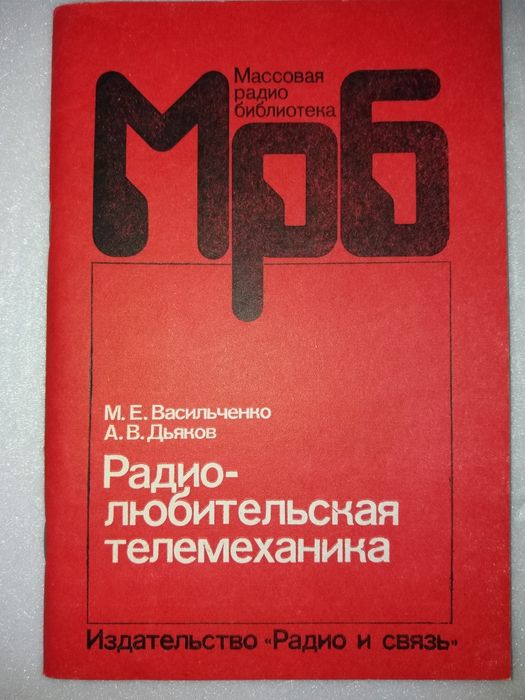 Массовая
радио
библиотека
Мрб
М. Е. Васильченко
А. В. Дьяков
Радио-
любительская
телемеханика
Издательство «Радио и связь»